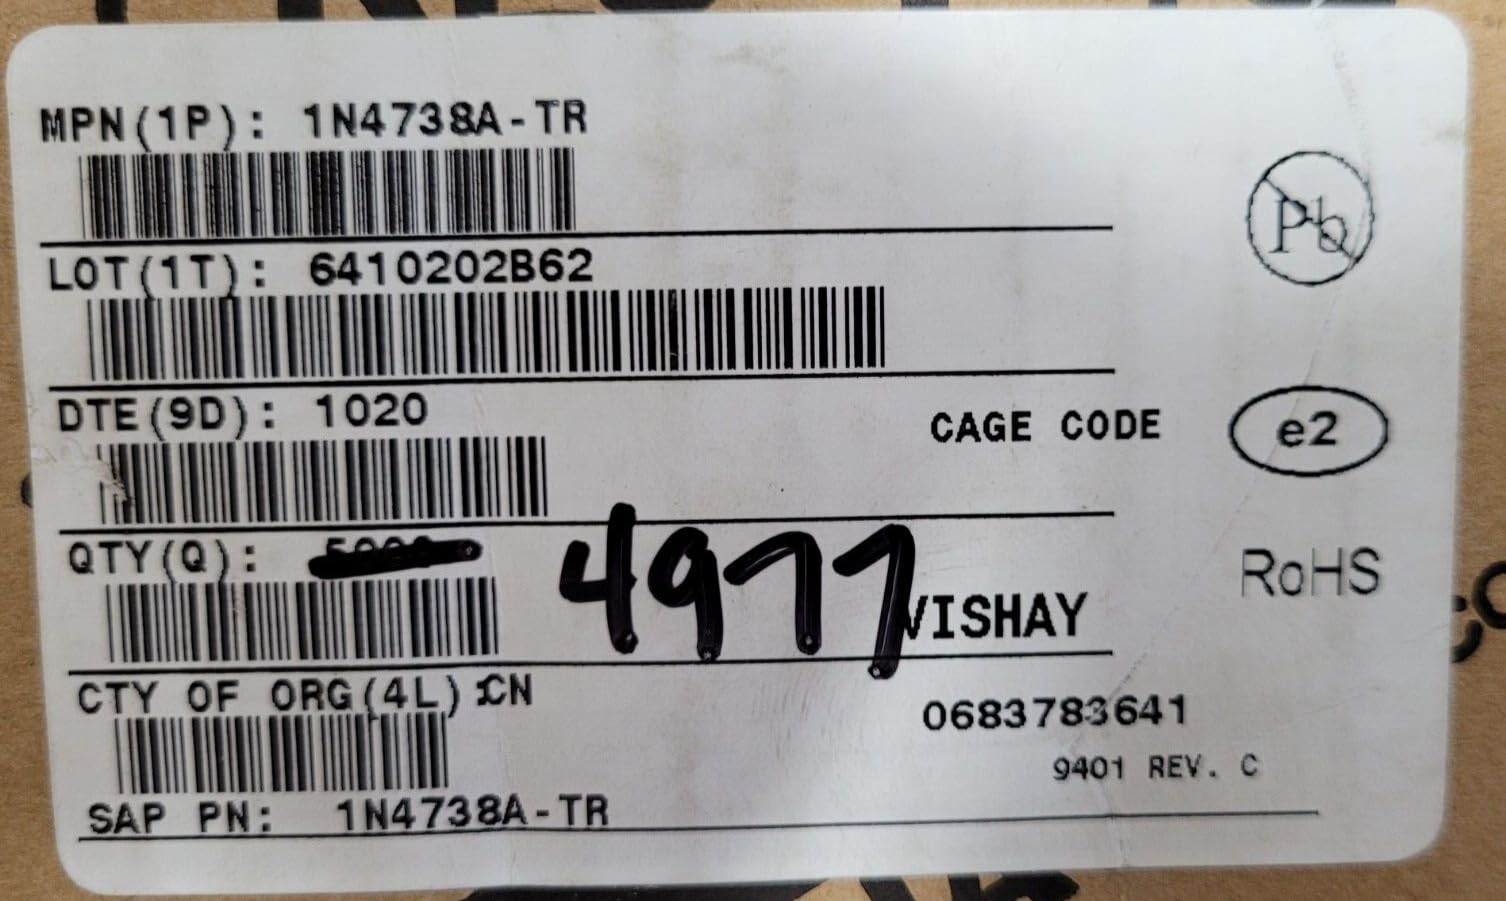 MPN(1P): 1N4738A-TR
Pb
LOT(1T): 6410202B62
DTE(9D): 1020
CAGE CODE
e2
QTY(Q): 5000 4977
RoHS
VISHAY
CTY OF ORG(4L):CN
0683783641
9401 REV. C
SAP PN: 1N4738A-TR